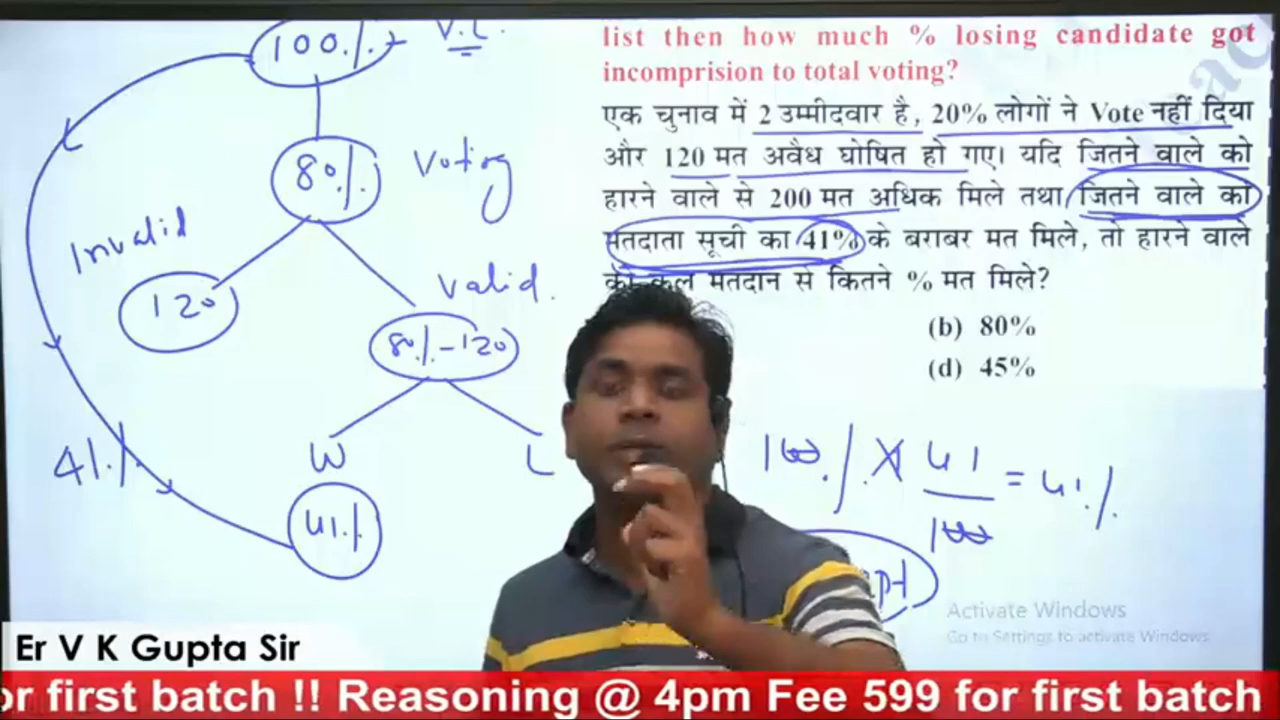 100% V.L.
list then how much % losing candidate got
incomprision to total voting?
एक चुनाव में 2 उम्मीदवार है, 20% लोगों ने Vote नहीं दिया
और 120 मत अवैध घोषित हो गए। यदि जितने वाले को
हारने वाले से 200 मत अधिक मिले तथा जितने वाले को
मतदाता सूची का 41% के बराबर मत मिले, तो हारने वाले
को कुल मतदान से कितने % मत मिले?
(b) 80%
(d) 45%
80% Voting
Invalid
120
Valid
80%-120
W L
41%
41%
100% × 41/100 = 41%
Activate Windows
Go to Settings to activate Windows.
Er V K Gupta Sir
or first batch !! Reasoning @ 4pm Fee 599 for first batch